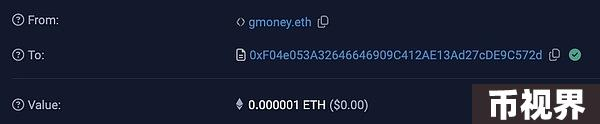 From: gmoney.eth
To: 0xF04e053A32646646909C412AE13Ad27cDE9C572d
Value: 0.000001 ETH ($0.00)
币视界